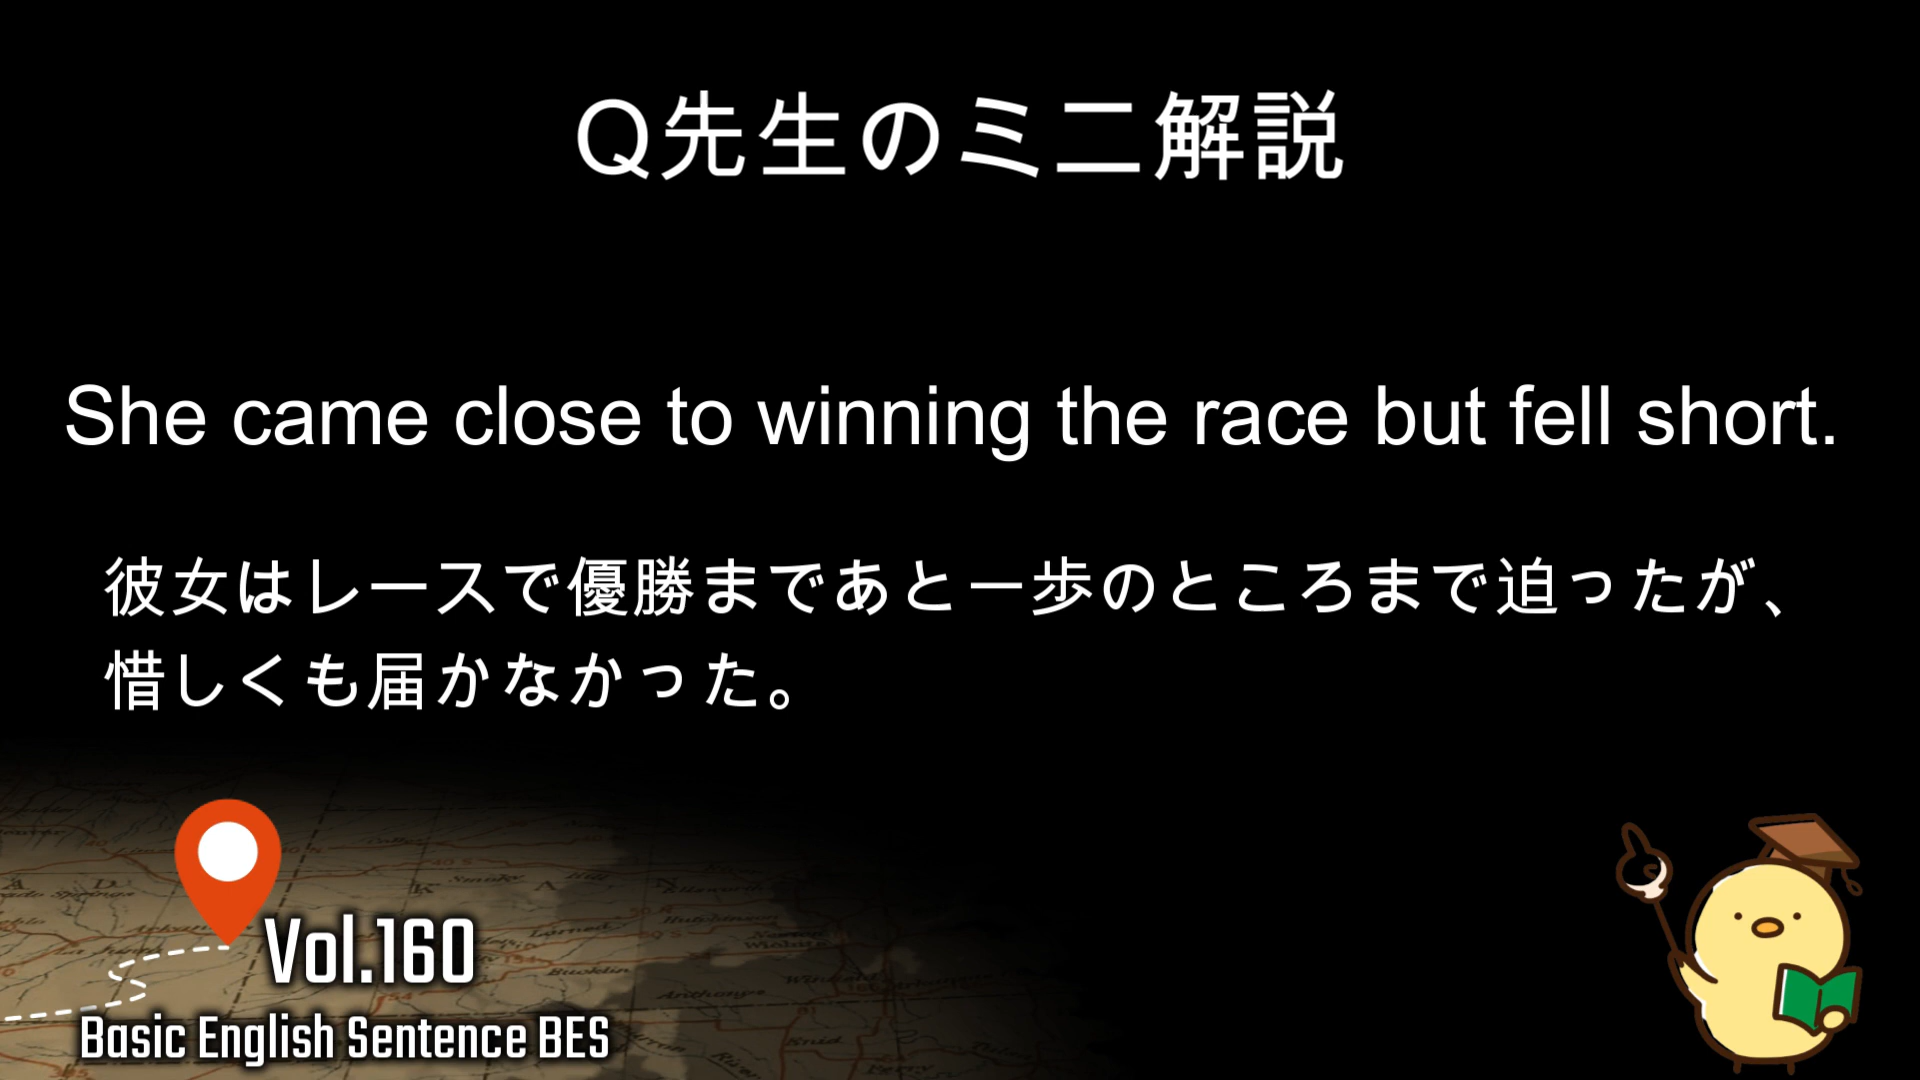 Q先生のミニ解説
She came close to winning the race but fell short.
彼女はレースで優勝まであと一歩のところまで迫ったが、
惜しくも届かなかった。
Vol.160
Basic English Sentence BES